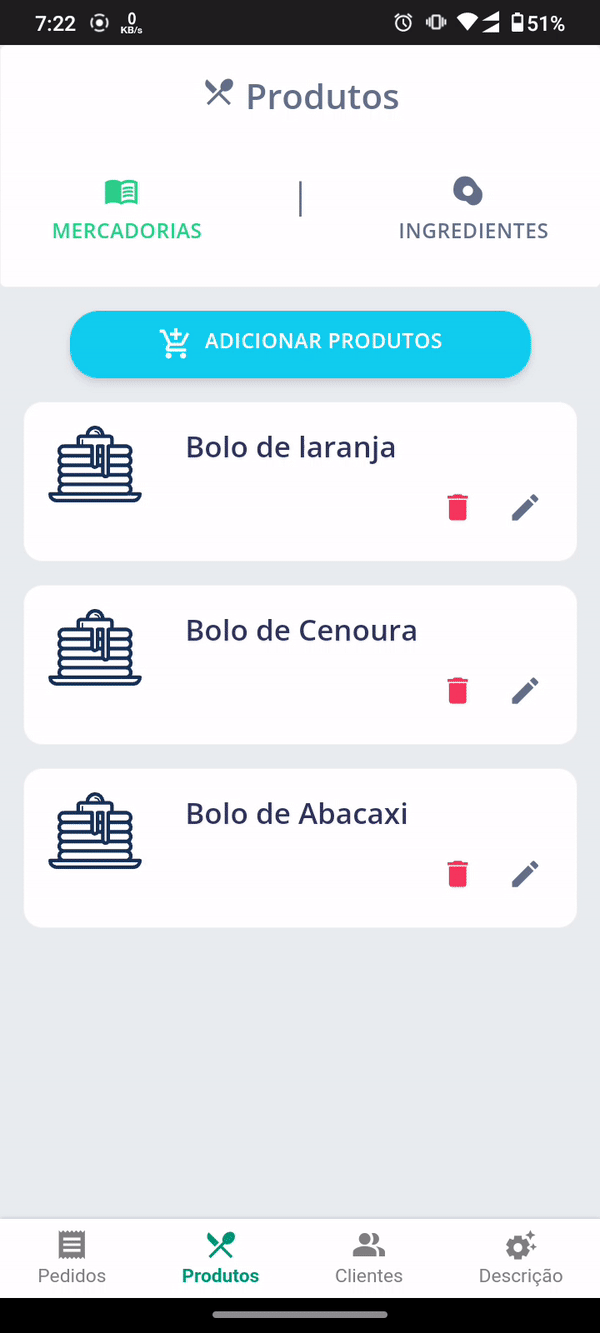 7:22 0 KB/s 51%
Produtos
MERCADORIAS | INGREDIENTES
ADICIONAR PRODUTOS
Bolo de laranja
Bolo de Cenoura
Bolo de Abacaxi
Pedidos Produtos Clientes Descrição